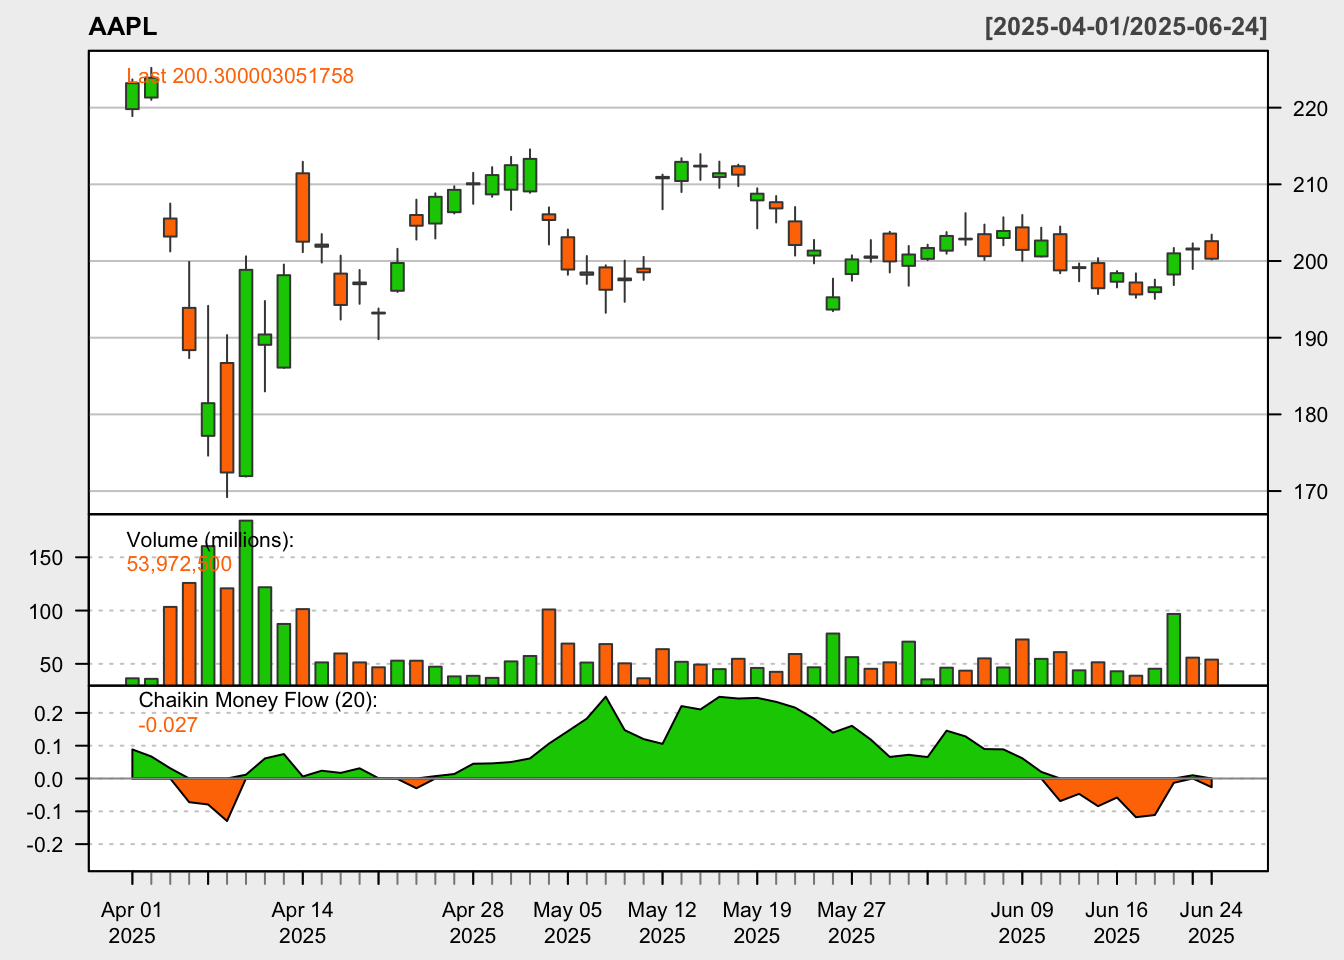 AAPL [2025-04-01/2025-06-24]
Last 200.300003051758
220
210
200
190
180
170
Volume (millions):
53,972,500
150
100
50
Chaikin Money Flow (20):
-0.027
0.2
0.1
0.0
-0.1
-0.2
Apr 01 Apr 14 Apr 28 May 05 May 12 May 19 May 27 Jun 09 Jun 16 Jun 24
2025 2025 2025 2025 2025 2025 2025 2025 2025 2025